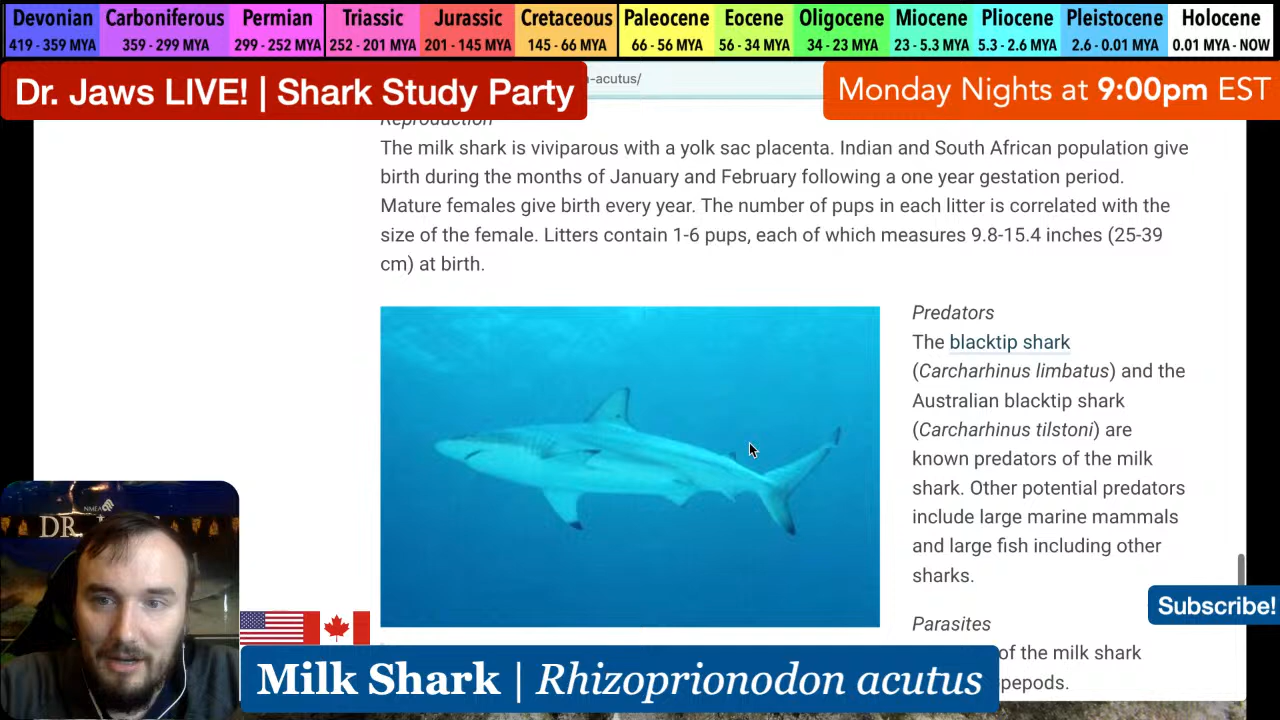 Devonian
419 - 359 MYA
Carboniferous
359 - 299 MYA
Permian
299 - 252 MYA
Triassic
252 - 201 MYA
Jurassic
201 - 145 MYA
Cretaceous
145 - 66 MYA
Paleocene
66 - 56 MYA
Eocene
56 - 34 MYA
Oligocene
34 - 23 MYA
Miocene
23 - 5.3 MYA
Pliocene
5.3 - 2.6 MYA
Pleistocene
2.6 - 0.01 MYA
Holocene
0.01 MYA - NOW
Dr. Jaws LIVE! | Shark Study Party
-acutus/
Monday Nights at 9:00pm EST
Reproduction
The milk shark is viviparous with a yolk sac placenta. Indian and South African population give
birth during the months of January and February following a one year gestation period.
Mature females give birth every year. The number of pups in each litter is correlated with the
size of the female. Litters contain 1-6 pups, each of which measures 9.8-15.4 inches (25-39
cm) at birth.
Predators
The blacktip shark
(Carcharhinus limbatus) and the
Australian blacktip shark
(Carcharhinus tilstoni) are
known predators of the milk
shark. Other potential predators
include large marine mammals
and large fish including other
sharks.
Parasites
of the milk shark
pepods.
NMEA
DR.
Subscribe!
Milk Shark | Rhizoprionodon acutus